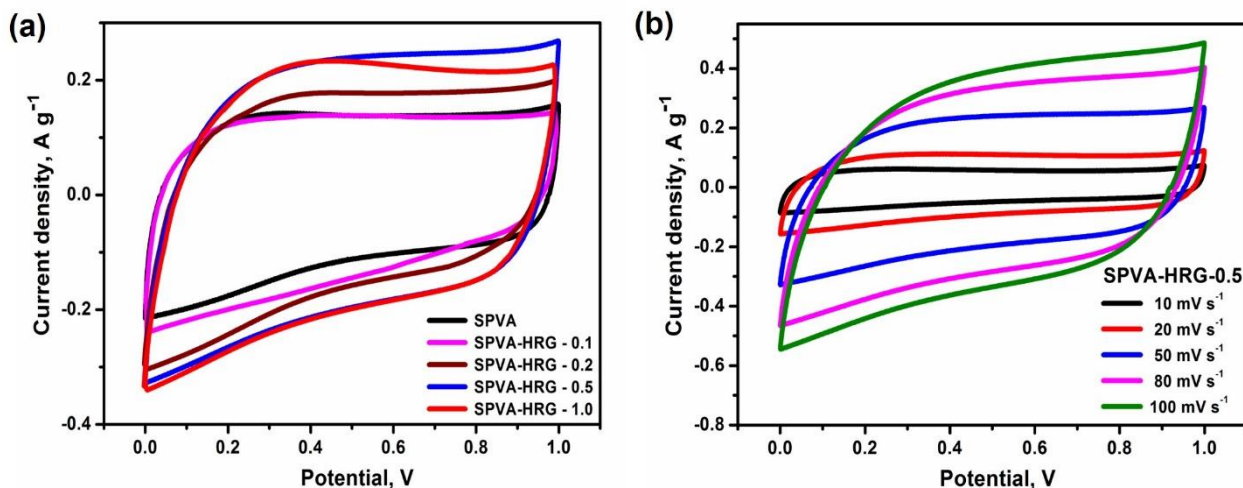 (a)
Current density, A g⁻¹
0.2
0.0
-0.2
-0.4
SPVA
SPVA-HRG - 0.1
SPVA-HRG - 0.2
SPVA-HRG - 0.5
SPVA-HRG - 1.0
0.0 0.2 0.4 0.6 0.8 1.0
Potential, V
(b)
Current density, A g⁻¹
0.4
0.2
0.0
-0.2
-0.4
-0.6
-0.8
SPVA-HRG-0.5
10 mV s⁻¹
20 mV s⁻¹
50 mV s⁻¹
80 mV s⁻¹
100 mV s⁻¹
0.0 0.2 0.4 0.6 0.8 1.0
Potential, V